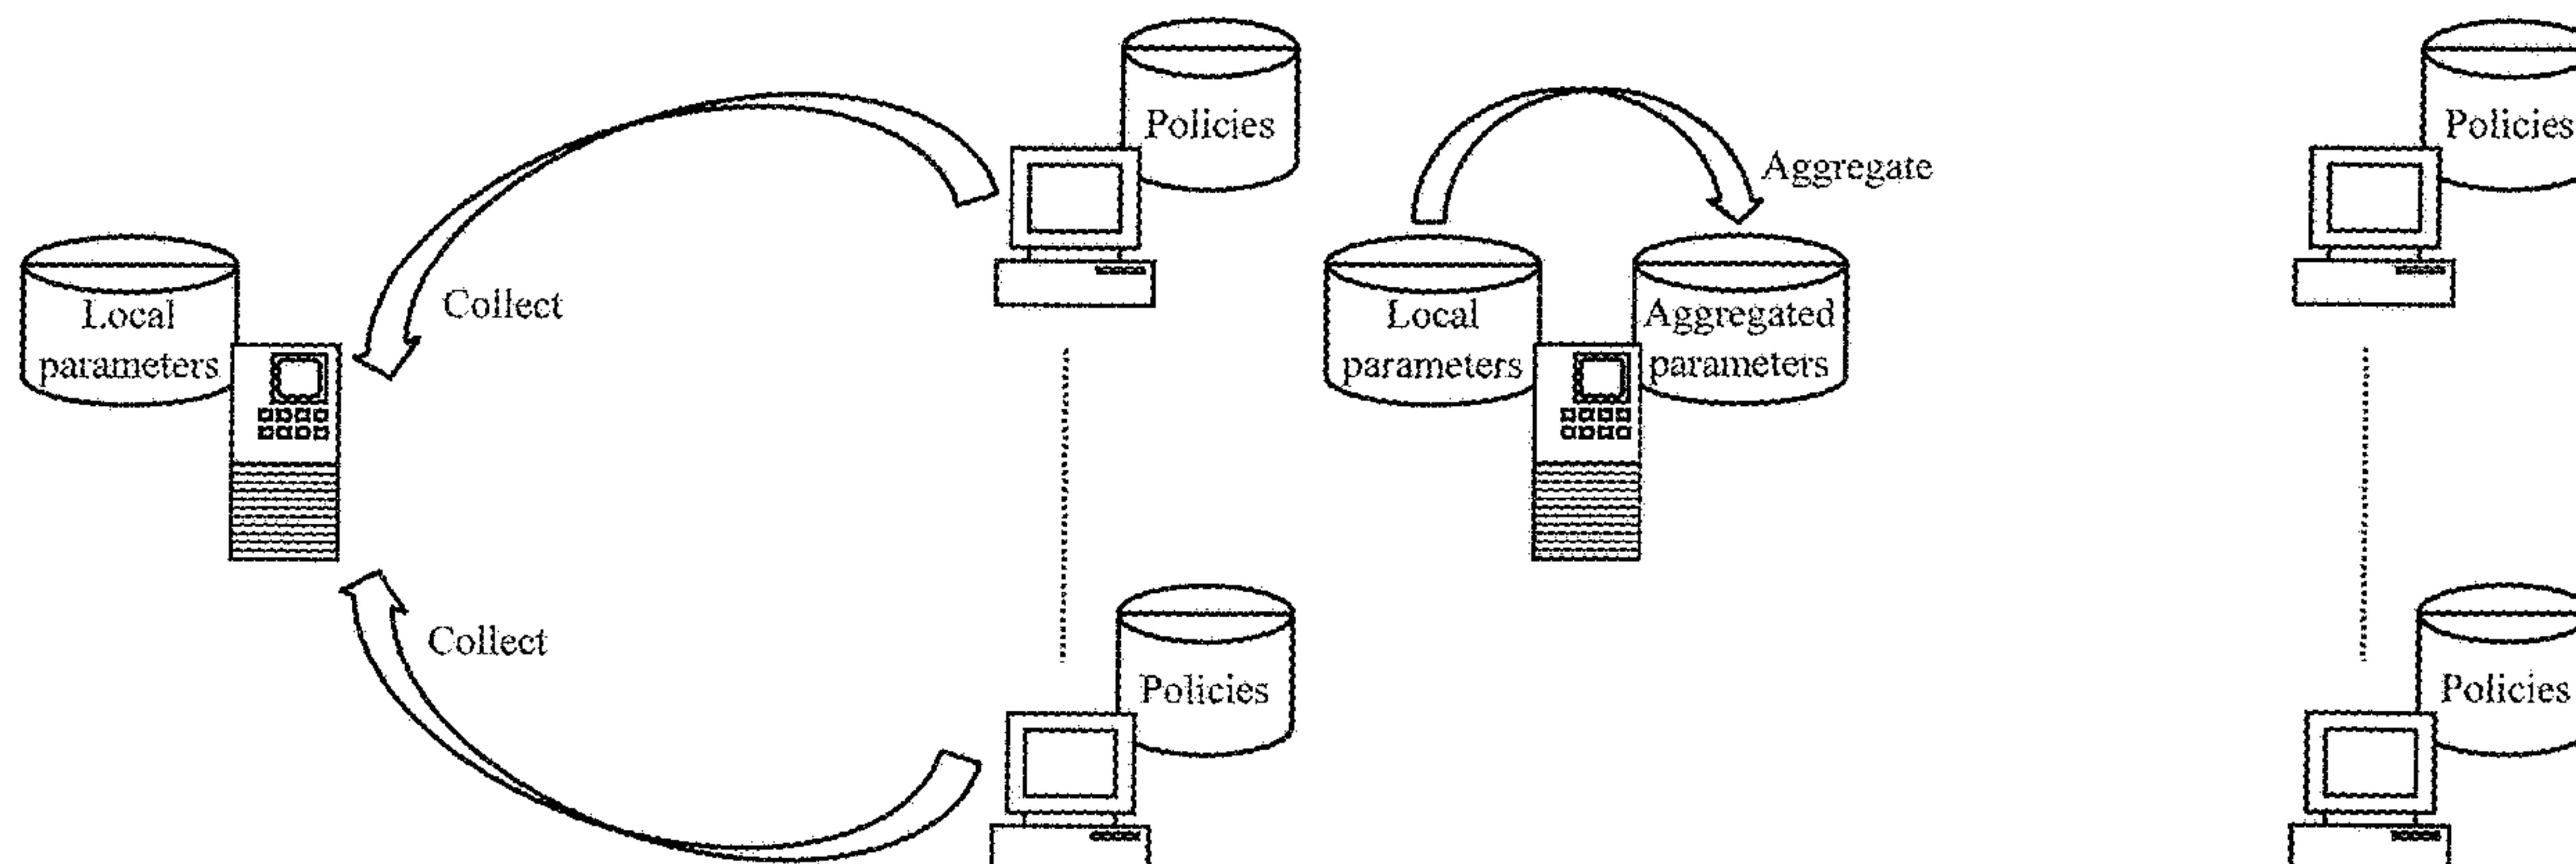 Policies
Local
parameters
Collect
Collect
Policies
Aggregate
Local
parameters
Aggregated
parameters
Policies
Policies